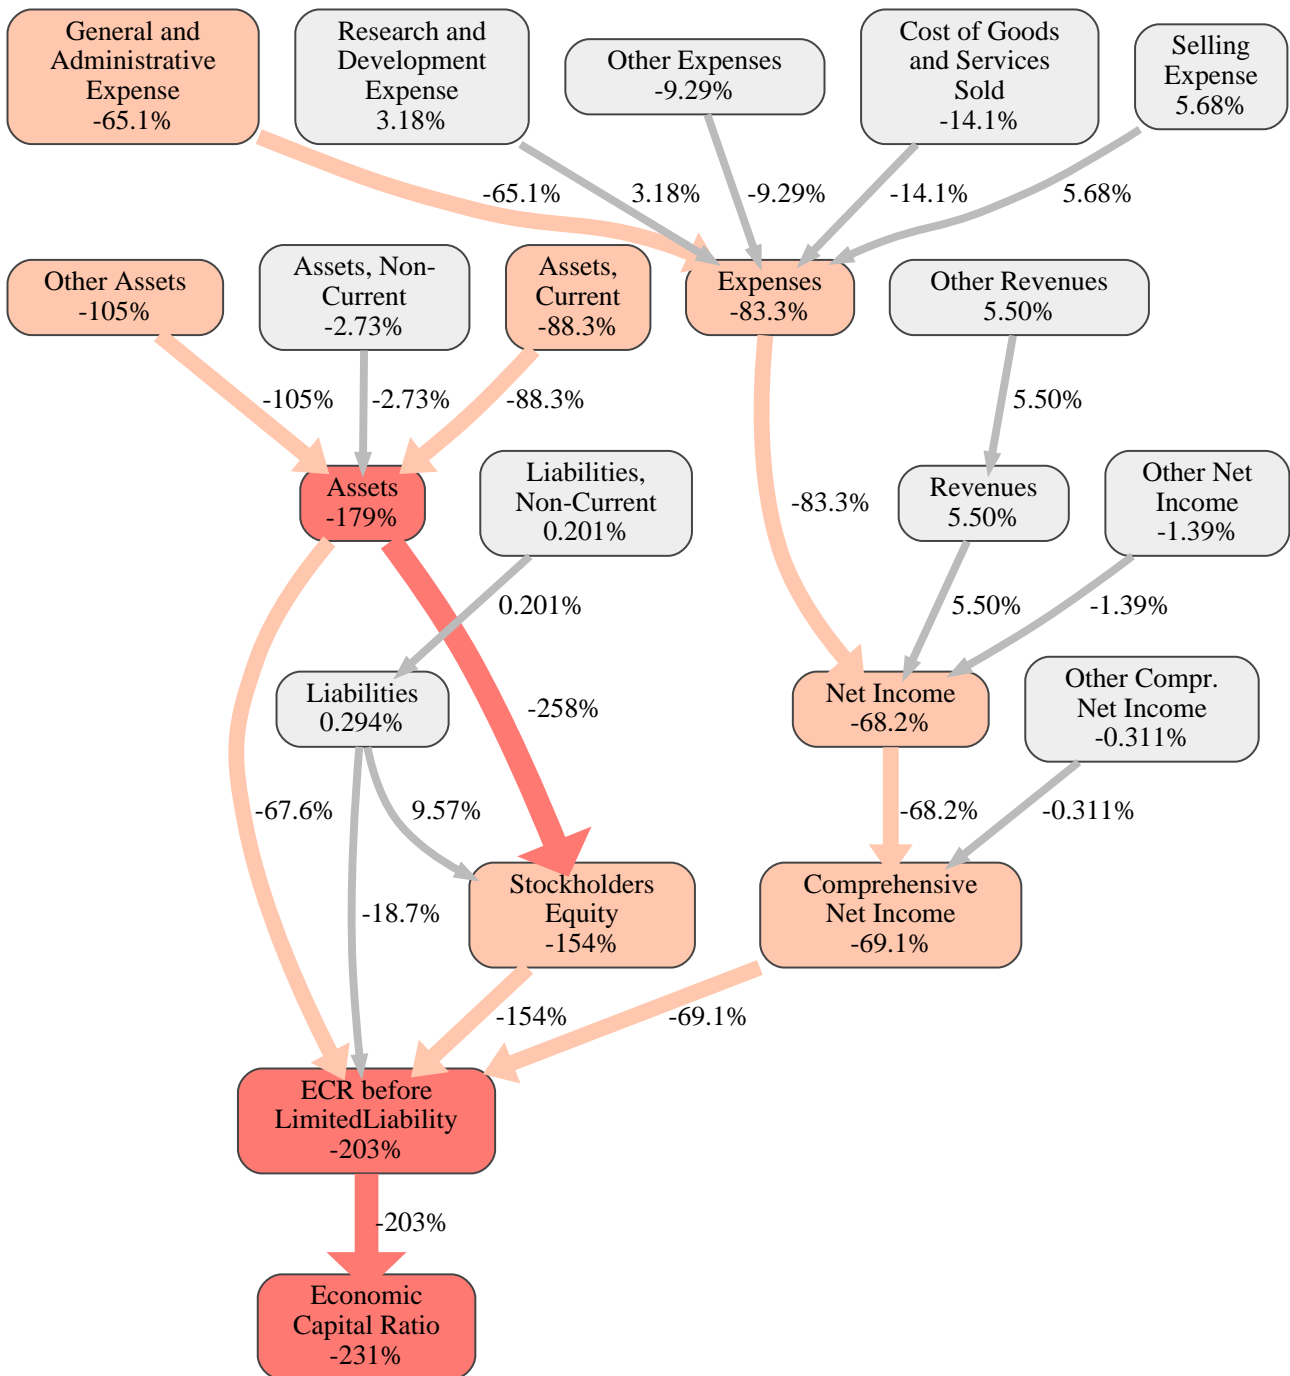 General and
Administrative
Expense
-65.1%
Research and
Development
Expense
3.18%
Other Expenses
-9.29%
Cost of Goods
and Services
Sold
-14.1%
Selling
Expense
5.68%
-65.1%
3.18%
-9.29%
-14.1%
5.68%
Other Assets
-105%
Assets, Non-
Current
-2.73%
Assets,
Current
-88.3%
Expenses
-83.3%
Other Revenues
5.50%
-105%
-2.73%
-88.3%
5.50%
Assets
-179%
Liabilities,
Non-Current
0.201%
-83.3%
Revenues
5.50%
Other Net
Income
-1.39%
0.201%
5.50%
-1.39%
Liabilities
0.294%
-258%
Net Income
-68.2%
Other Compr.
Net Income
-0.311%
-67.6%
9.57%
-68.2%
-0.311%
-18.7%
Stockholders
Equity
-154%
Comprehensive
Net Income
-69.1%
-154%
-69.1%
ECR before
LimitedLiability
-203%
-203%
Economic
Capital Ratio
-231%